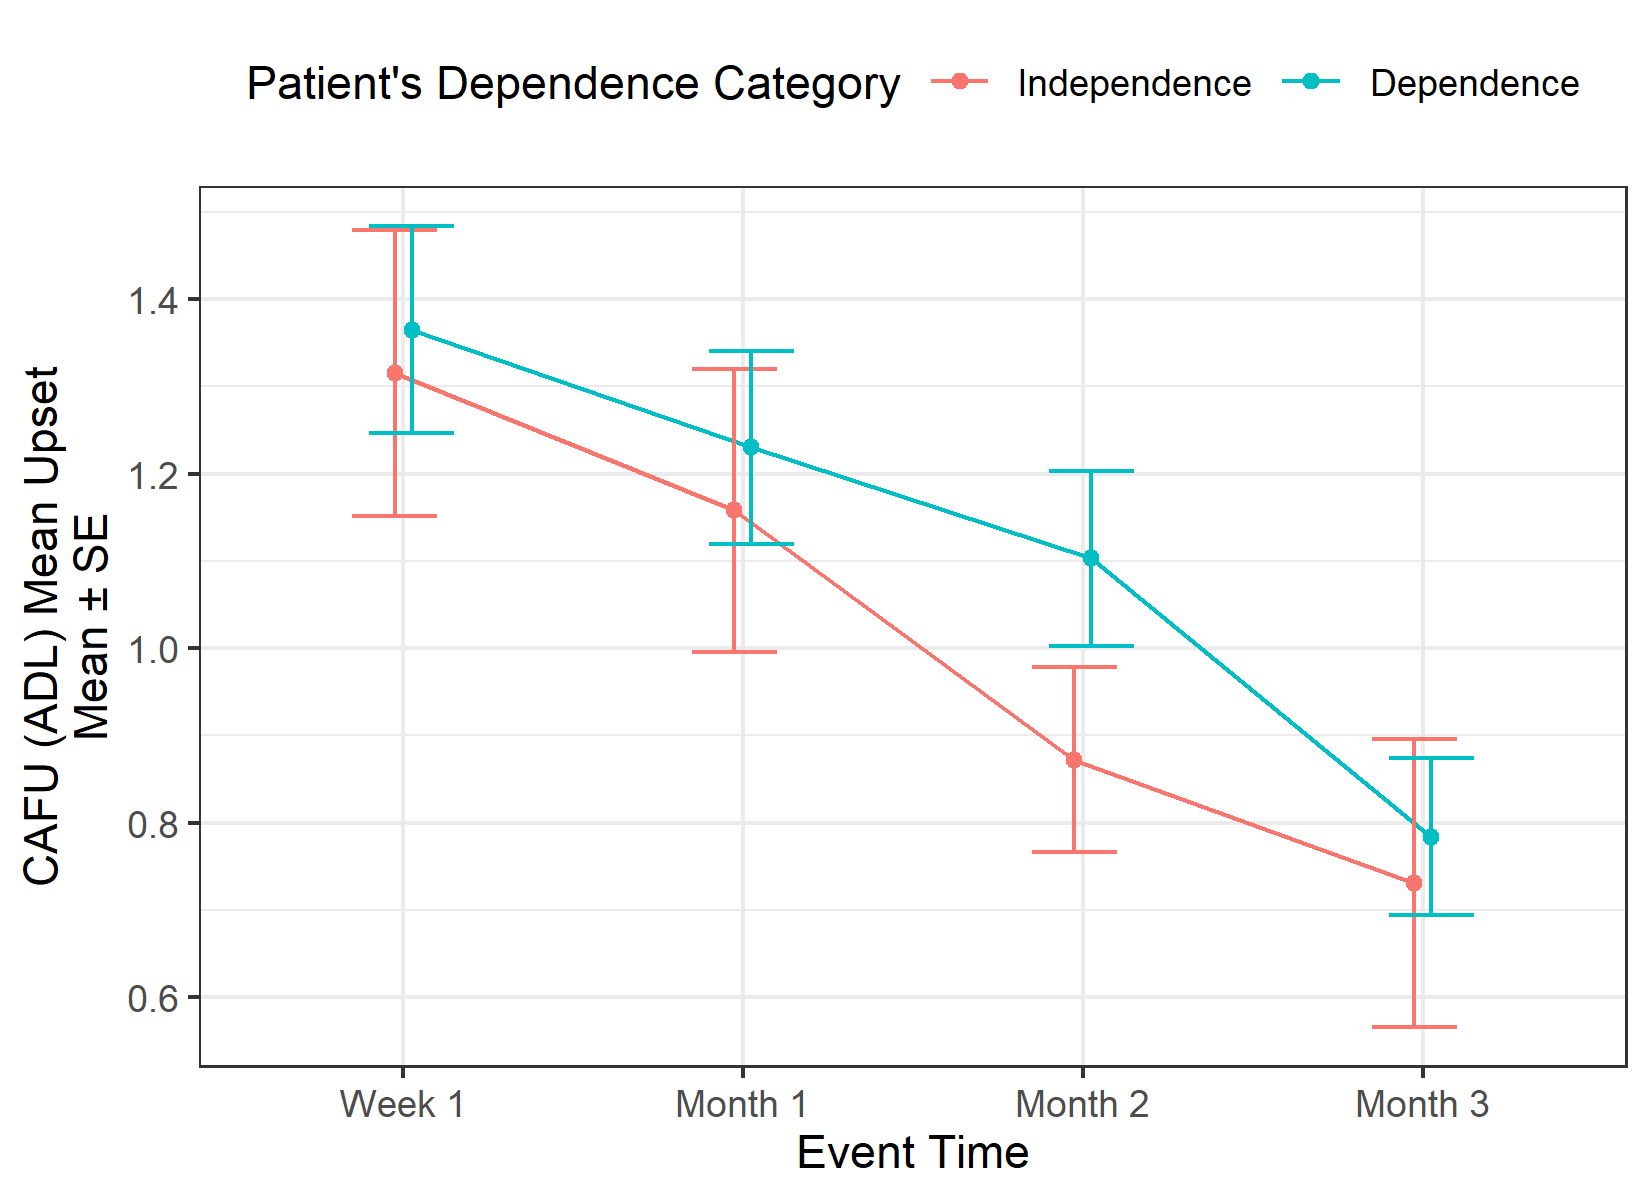 Patient's Dependence Category Independence Dependence
CAFU (ADL) Mean Upset
Mean ± SE
1.4
1.2
1.0
0.8
0.6
Week 1 Month 1 Month 2 Month 3
Event Time